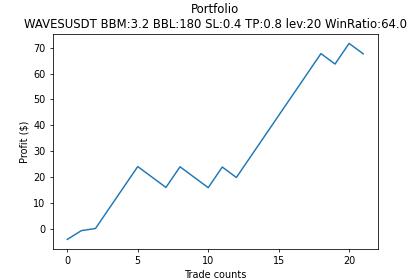 Portfolio
WAVESUSDT BBM:3.2 BBL:180 SL:0.4 TP:0.8 lev:20 WinRatio:64.0
Profit ($)
70
60
50
40
30
20
10
0
0 5 10 15 20
Trade counts